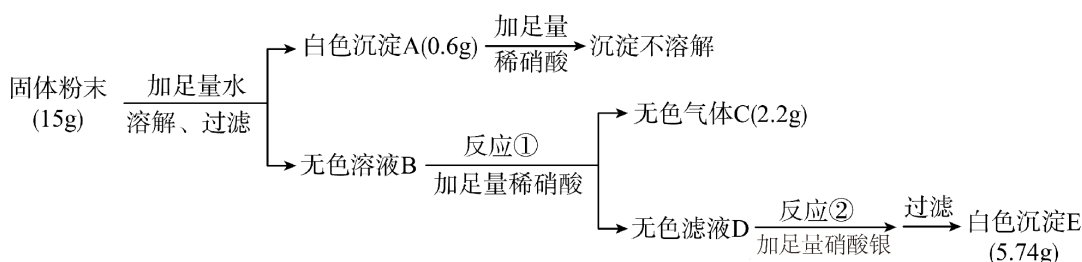 加足量
白色沉淀A(0.6g)
沉淀不溶解
稀硝酸
固体粉末
(15g)
加足量水
溶解、过滤
无色气体C(2.2g)
反应①
无色溶液B
加足量稀硝酸
反应②
过滤
无色滤液D
白色沉淀E
加足量硝酸银
(5.74g)